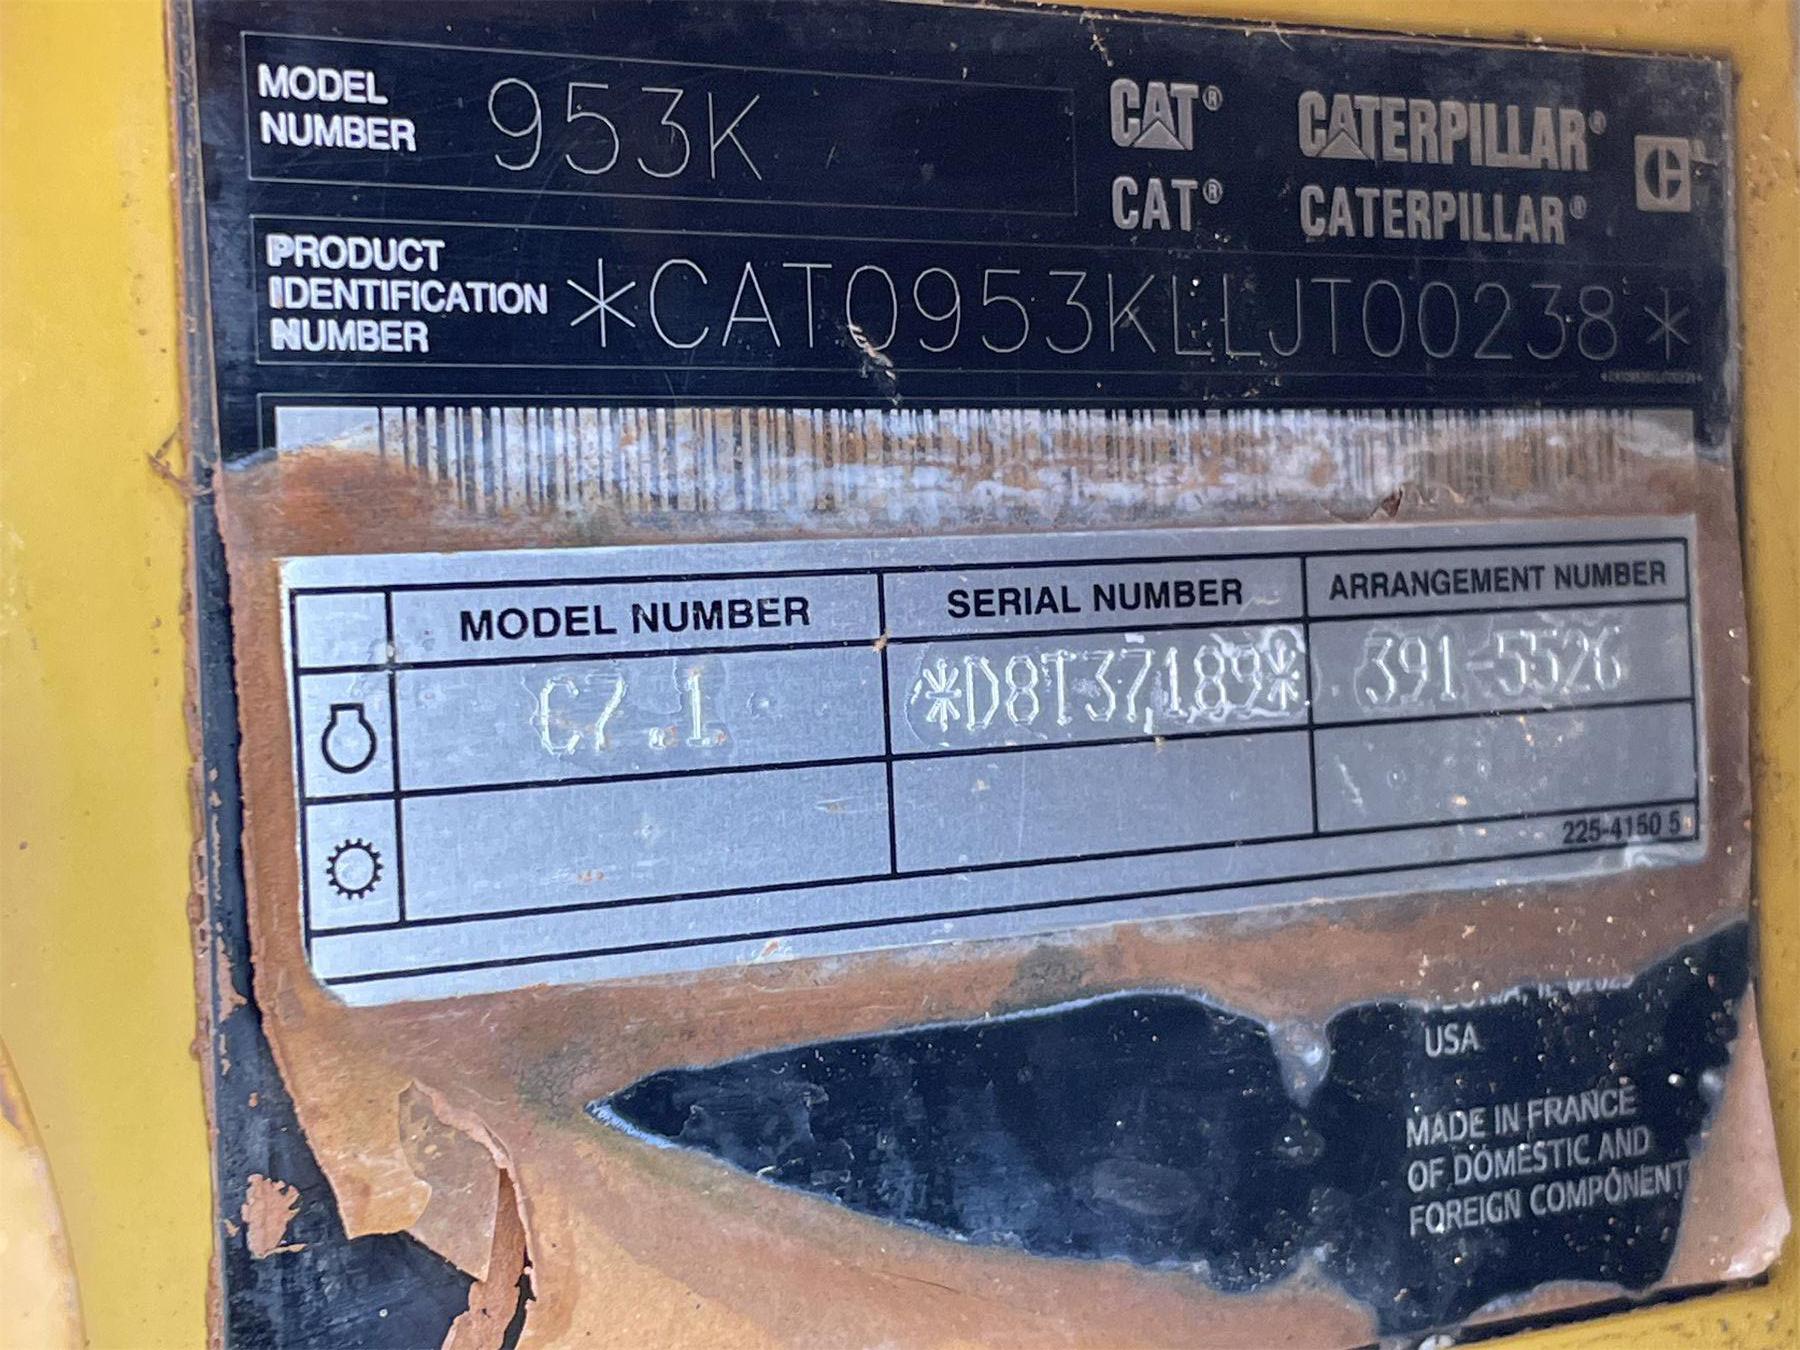 MODEL
NUMBER
953K
CAT® CATERPILLAR®
CAT® CATERPILLAR®
PRODUCT
IDENTIFICATION
NUMBER
*CAT0953KLLJT00238*
MODEL NUMBER SERIAL NUMBER ARRANGEMENT NUMBER
C7.1 *D8T37189* 391-5526
225-4150 5
USA
MADE IN FRANCE
OF DOMESTIC AND
FOREIGN COMPONENT